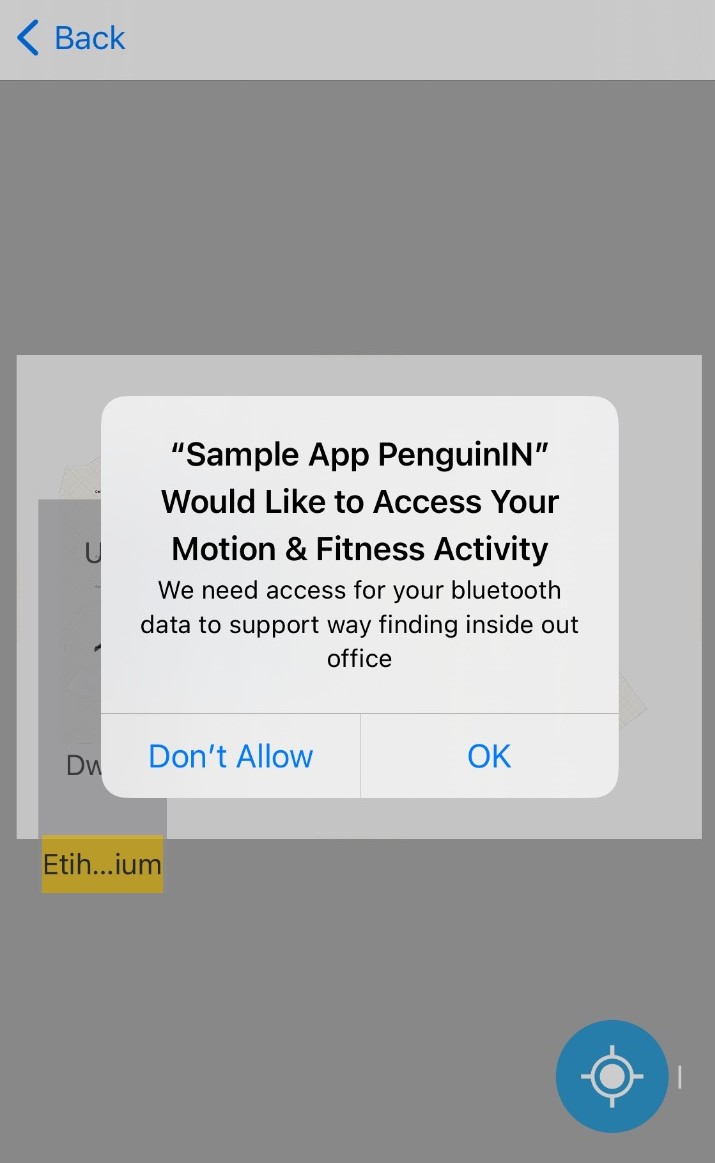 Back
“Sample App PenguinIN”
Would Like to Access Your
Motion & Fitness Activity
We need access for your bluetooth
data to support way finding inside out
office
Don’t Allow
OK
Etih...ium